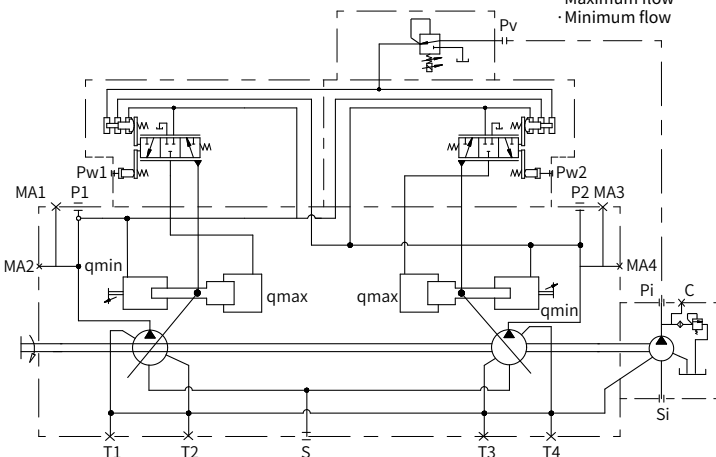 ·Maximum flow
·Minimum flow
Pv
Pw1
Pw2
MA1
P1
P2
MA3
MA2
qmin
qmax
qmax
qmin
MA4
Pi
C
Si
T1
T2
S
T3
T4